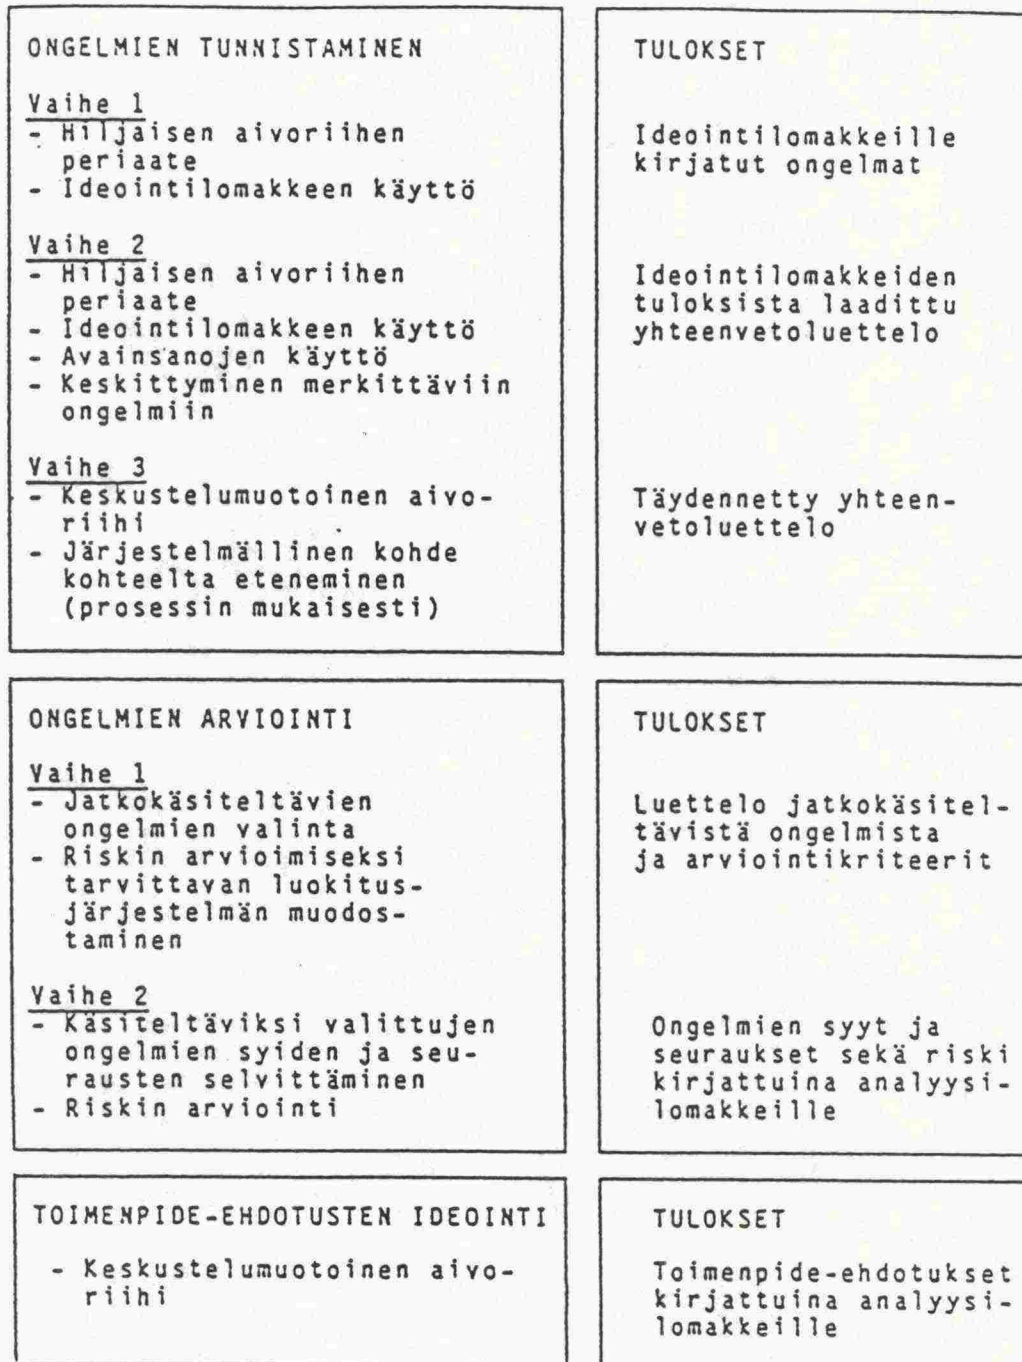 ONGELMIEN TUNNISTAMINEN
Vaihe 1
- Hiljaisen aivoriihen
periaate
- Ideointilomakkeen käyttö
Vaihe 2
- Hiljaisen aivoriihen
periaate
- Ideointilomakkeen käyttö
- Avainsanojen käyttö
- Keskittyminen merkittäviin
ongelmiin
Vaihe 3
- Keskustelumuotoinen aivo-
riihi
- Järjestelmällinen kohde
kohteelta eteneminen
(prosessin mukaisesti)
TULOKSET
Ideointilomakkeille
kirjatut ongelmat
Ideointilomakkeiden
tuloksista laadittu
yhteenvetoluettelo
Täydennetty yhteen-
vetoluettelo
ONGELMIEN ARVIOINTI
Vaihe 1
- Jatkokäsiteltävien
ongelmien valinta
- Riskin arvioimiseksi
tarvittavan luokitus-
järjestelmän muodos-
taminen
Vaihe 2
- Käsiteltäviksi valittujen
ongelmien syiden ja seu-
rausten selvittäminen
- Riskin arviointi
TULOKSET
Luettelo jatkokäsitel-
tävistä ongelmista
ja arviointikriteerit
Ongelmien syyt ja
seuraukset sekä riski
kirjattuina analyysi-
lomakkeille
TOIMENPIDE-EHDOTUSTEN IDEOINTI
- Keskustelumuotoinen aivo-
riihi
TULOKSET
Toimenpide-ehdotukset
kirjattuina analyysi-
lomakkeille